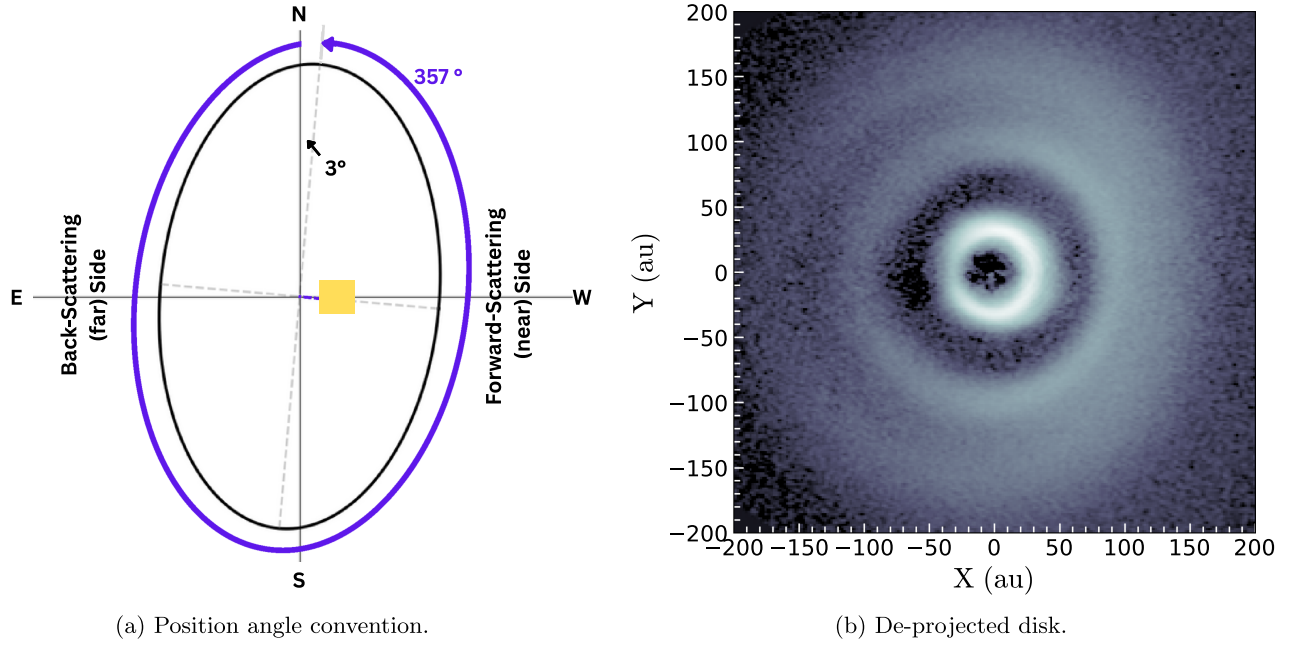 N
357 °
3°
Back-Scattering
(far) Side
Forward-Scattering
(near) Side
E
W
S
(a) Position angle convention.
200
150
100
50
0
−50
−100
−150
−200
Y (au)
−200 −150 −100 −50 0 50 100 150 200
X (au)
(b) De-projected disk.